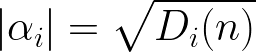 |α_i| = √(D_i(n))